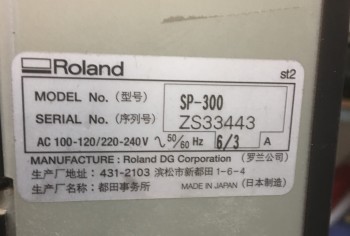 Roland
st2
MODEL No. (型号) SP-300
SERIAL No. (序列号) ZS33443
AC 100-120/220-240V ∿ 50/60 Hz 6/3 A
MANUFACTURE : Roland DG Corporation (罗兰公司)
生产厂地址: 431-2103 浜松市新都田1-6-4
生产厂名称: 都田事务所 MADE IN JAPAN (日本制造)